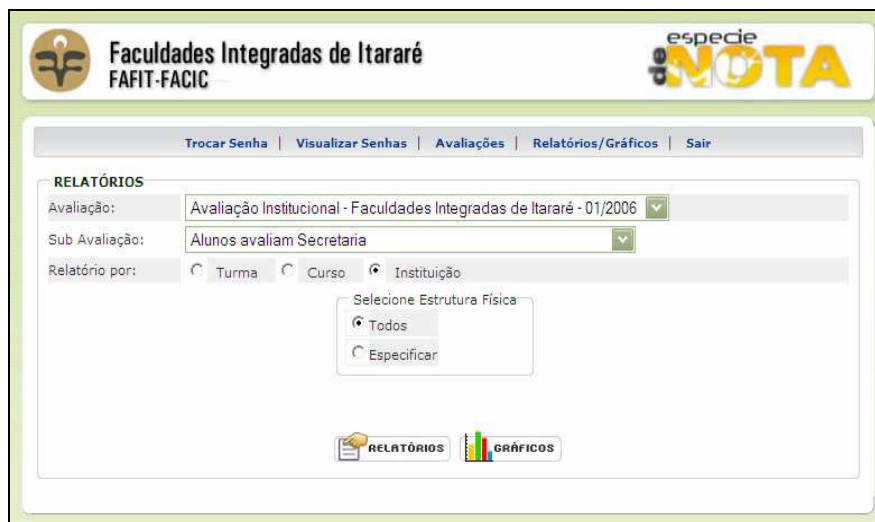 Faculdades Integradas de Itararé
FAFIT-FACIC
especie
de NOTA
Trocar Senha | Visualizar Senhas | Avaliações | Relatórios/Gráficos | Sair
RELATÓRIOS
Avaliação: Avaliação Institucional - Faculdades Integradas de Itararé - 01/2006
Sub Avaliação: Alunos avaliam Secretaria
Relatório por: Turma Curso Instituição
Selecione Estrutura Física
Todos
Especificar
RELATÓRIOS GRÁFICOS